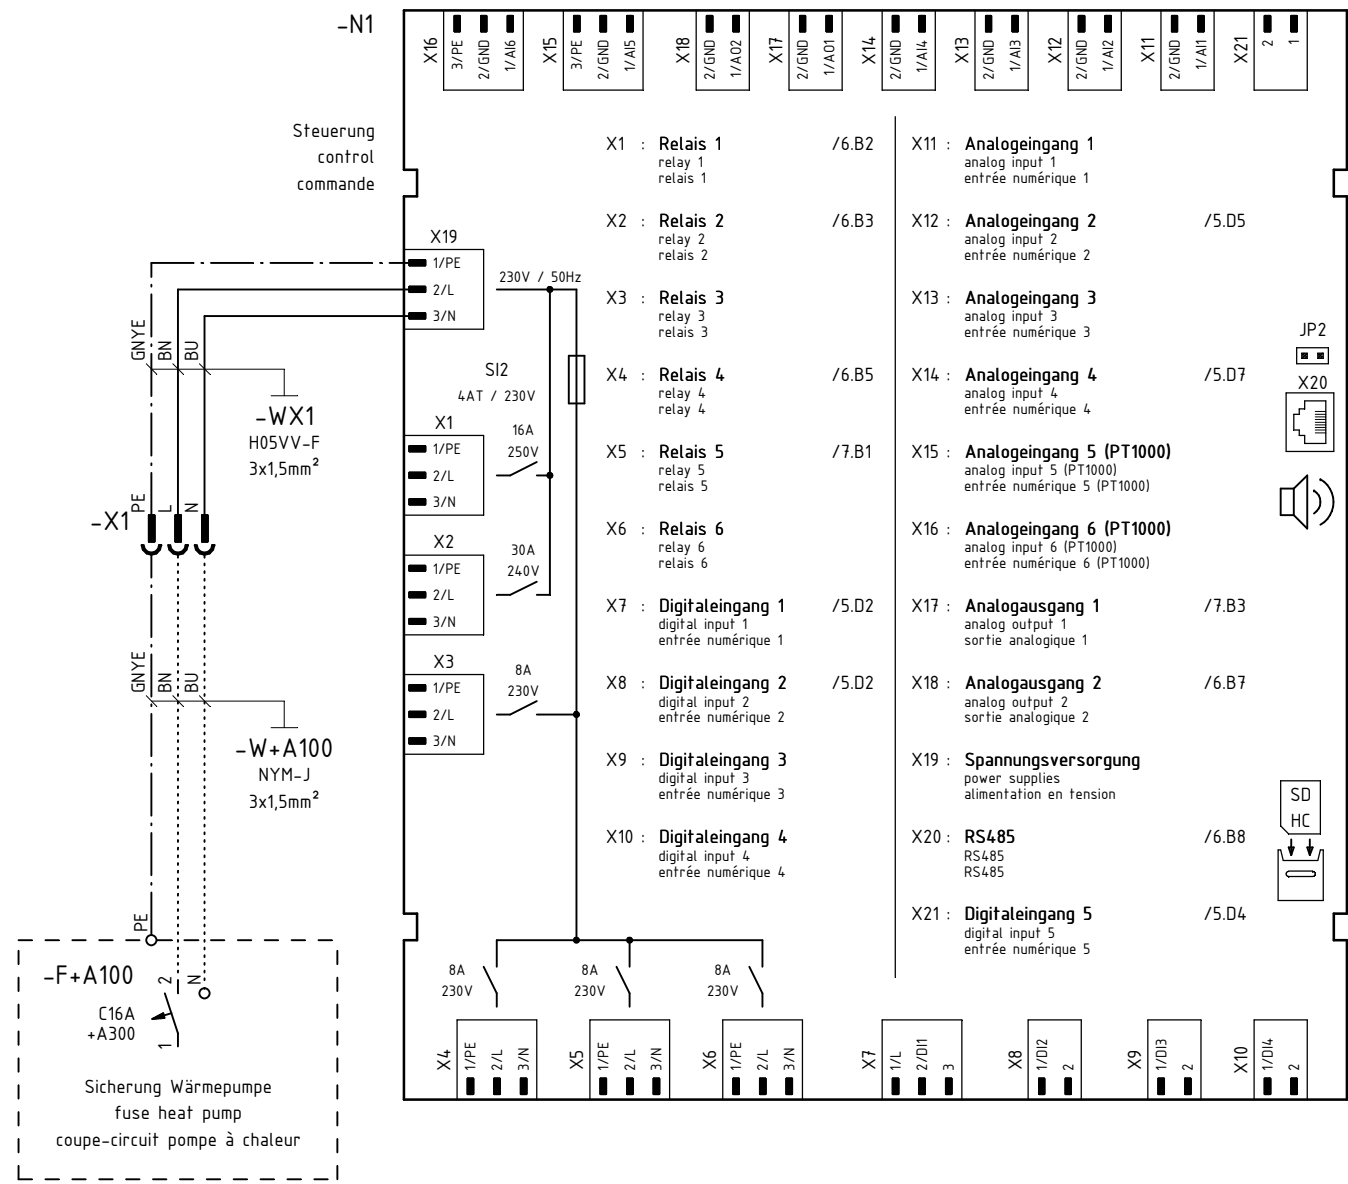 -N1
X16
3/PE
2/GND
1/AI6
X15
3/PE
2/GND
1/AI5
X18
2/GND
1/AO2
X17
2/GND
1/AO1
X14
2/GND
1/AI4
X13
2/GND
1/AI3
X12
2/GND
1/AI2
X11
2/GND
1/AI1
X21
2
1
Steuerung
control
commande
X19
1/PE
2/L
3/N
230V / 50Hz
SI2
4AT / 230V
X1
1/PE
2/L
3/N
16A
250V
X2
1/PE
2/L
3/N
30A
240V
X3
1/PE
2/L
3/N
8A
230V
X1 : Relais 1 /6.B2
relay 1
relais 1
X2 : Relais 2 /6.B3
relay 2
relais 2
X3 : Relais 3
relay 3
relais 3
X4 : Relais 4 /6.B5
relay 4
relay 4
X5 : Relais 5 /7.B1
relay 5
relais 5
X6 : Relais 6
relay 6
relais 6
X7 : Digitaleingang 1 /5.D2
digital input 1
entrée numérique 1
X8 : Digitaleingang 2 /5.D2
digital input 2
entrée numérique 2
X9 : Digitaleingang 3
digital input 3
entrée numérique 3
X10 : Digitaleingang 4
digital input 4
entrée numérique 4
X11 : Analogeingang 1
analog input 1
entrée numérique 1
X12 : Analogeingang 2 /5.D5
analog input 2
entrée numérique 2
X13 : Analogeingang 3
analog input 3
entrée numérique 3
X14 : Analogeingang 4 /5.D7
analog input 4
entrée numérique 4
X15 : Analogeingang 5 (PT1000)
analog input 5 (PT1000)
entrée numérique 5 (PT1000)
X16 : Analogeingang 6 (PT1000)
analog input 6 (PT1000)
entrée numérique 6 (PT1000)
X17 : Analogausgang 1 /7.B3
analog output 1
sortie analogique 1
X18 : Analogausgang 2 /6.B7
analog output 2
sortie analogique 2
X19 : Spannungsversorgung
power supplies
alimentation en tension
X20 : RS485 /6.B8
RS485
RS485
X21 : Digitaleingang 5 /5.D4
digital input 5
entrée numérique 5
JP2
X20
SD
HC
GNYE
BN
BU
-WX1
H05VV-F
3x1,5mm²
PE
L
N
-X1
GNYE
BN
BU
-W+A100
NYM-J
3x1,5mm²
PE
-F+A100
2
N
C16A
+A300
1
Sicherung Wärmepumpe
fuse heat pump
coupe-circuit pompe à chaleur
8A
230V
8A
230V
8A
230V
X4
1/PE
2/L
3/N
X5
1/PE
2/L
3/N
X6
1/PE
2/L
3/N
X7
1/L
2/DI1
3
X8
1/DI2
2
X9
1/DI3
2
X10
1/DI4
2